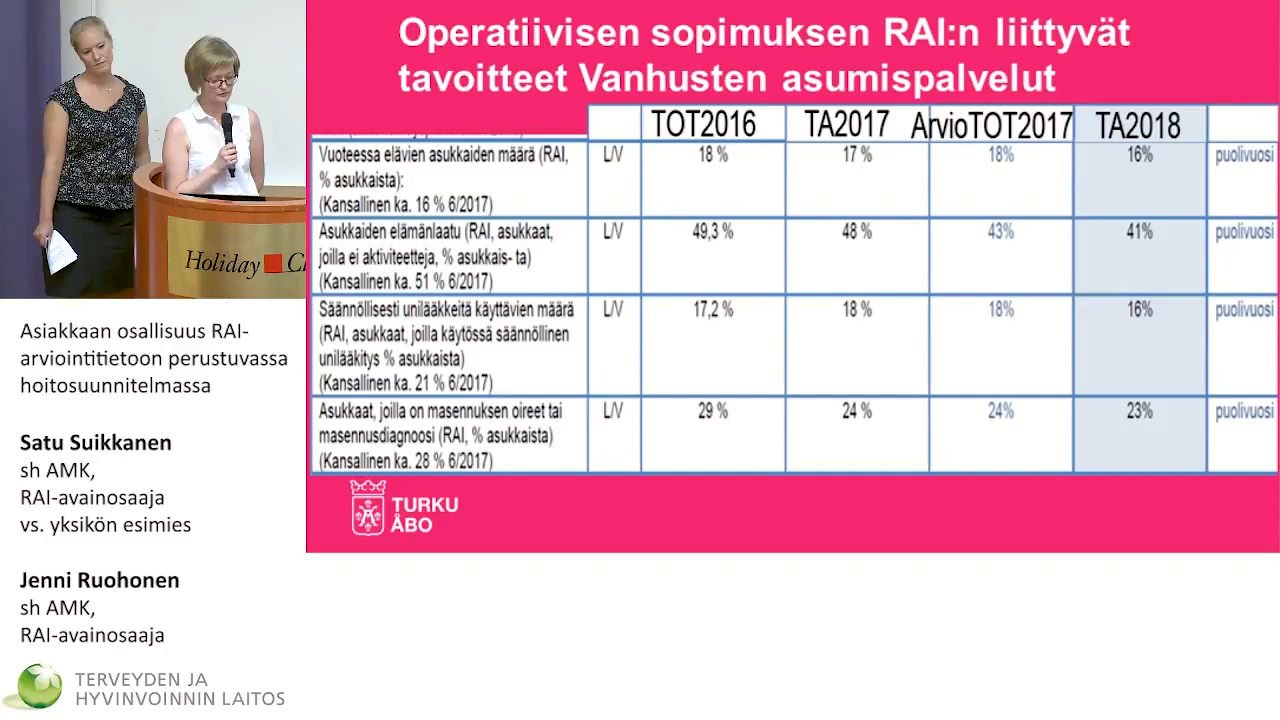 Operatiivisen sopimuksen RAI:n liittyvät
tavoitteet Vanhusten asumispalvelut
TOT2016 TA2017 ArvioTOT2017 TA2018
Vuoteessa elävien asukkaiden määrä (RAI, L/V 18 % 17 % 18% 16% puolivuosi
% asukkaista):
(Kansallinen ka. 16 % 6/2017)
Asukkaiden elämänlaatu (RAI, asukkaat, L/V 49,3 % 48 % 43% 41% puolivuosi
joilla ei aktiviteetteja, % asukkais- ta)
(Kansallinen ka. 51 % 6/2017)
Säännöllisesti unilääkkeitä käyttävien määrä L/V 17,2 % 18 % 18% 16% puolivuosi
(RAI, asukkaat, joilla käytössä säännöllinen
unilääkitys % asukkaista)
(Kansallinen ka. 21 % 6/2017)
Asukkaat, joilla on masennuksen oireet tai L/V 29 % 24 % 24% 23% puolivuosi
masennusdiagnoosi (RAI, % asukkaista)
(Kansallinen ka. 28 % 6/2017)
TURKU
ÅBO
Holiday C
Asiakkaan osallisuus RAI-
arviointitietoon perustuvassa
hoitosuunnitelmassa
Satu Suikkanen
sh AMK,
RAI-avainosaaja
vs. yksikön esimies
Jenni Ruohonen
sh AMK,
RAI-avainosaaja
TERVEYDEN JA
HYVINVOINNIN LAITOS